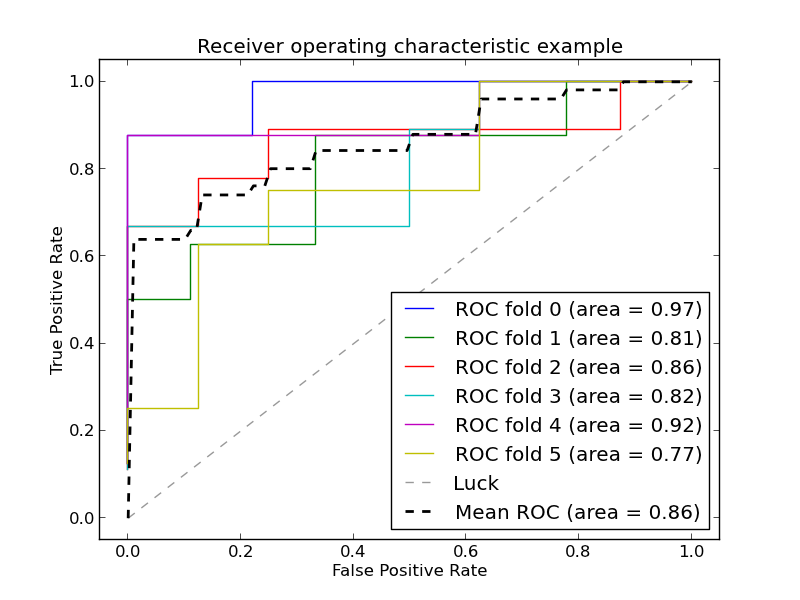 Receiver operating characteristic example
1.0
0.8
0.6
0.4
0.2
0.0
True Positive Rate
ROC fold 0 (area = 0.97)
ROC fold 1 (area = 0.81)
ROC fold 2 (area = 0.86)
ROC fold 3 (area = 0.82)
ROC fold 4 (area = 0.92)
ROC fold 5 (area = 0.77)
Luck
Mean ROC (area = 0.86)
0.0 0.2 0.4 0.6 0.8 1.0
False Positive Rate